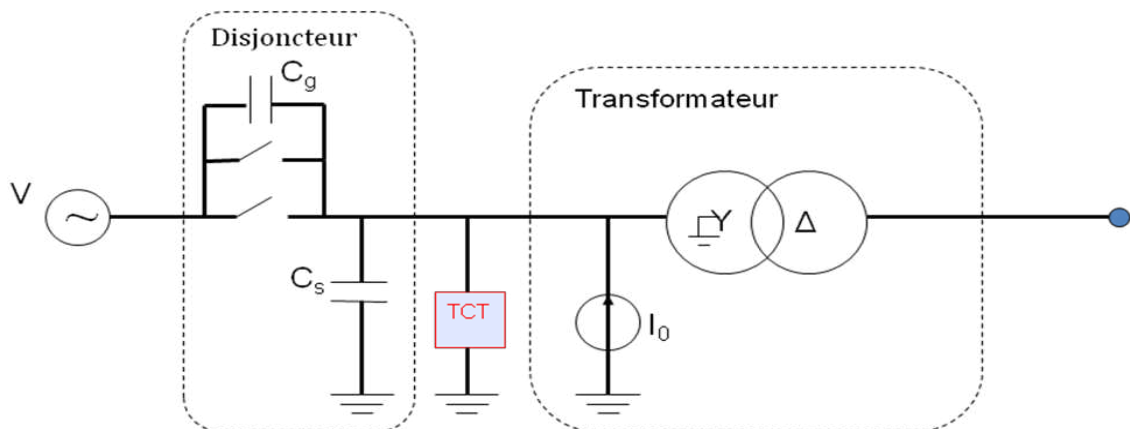 Disjoncteur
Cg
Transformateur
V
~
Y Δ
Cs
TCT
I0